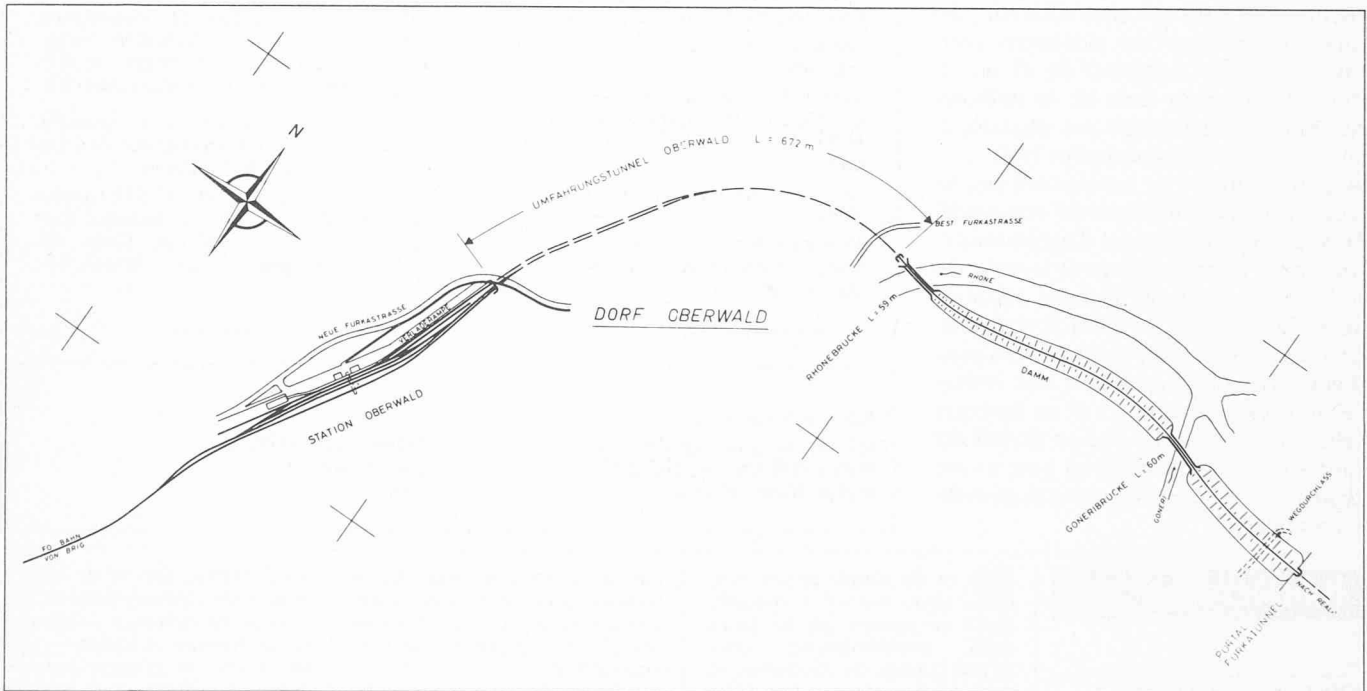 N
UMFAHRUNGSTUNNEL OBERWALD L = 672 m
BEST. FURKASTRASSE
RHONE
NEUE FURKASTRASSE
VERLADERAMPE
DORF OBERWALD
STATION OBERWALD
RHONEBRÜCKE L = 59 m
DAMM
GONERIBRÜCKE L = 60 m
GONERI
WEGDURCHLASS
FO BAHN
VON BRIG
NACH REALP
PORTAL
FURKATUNNEL